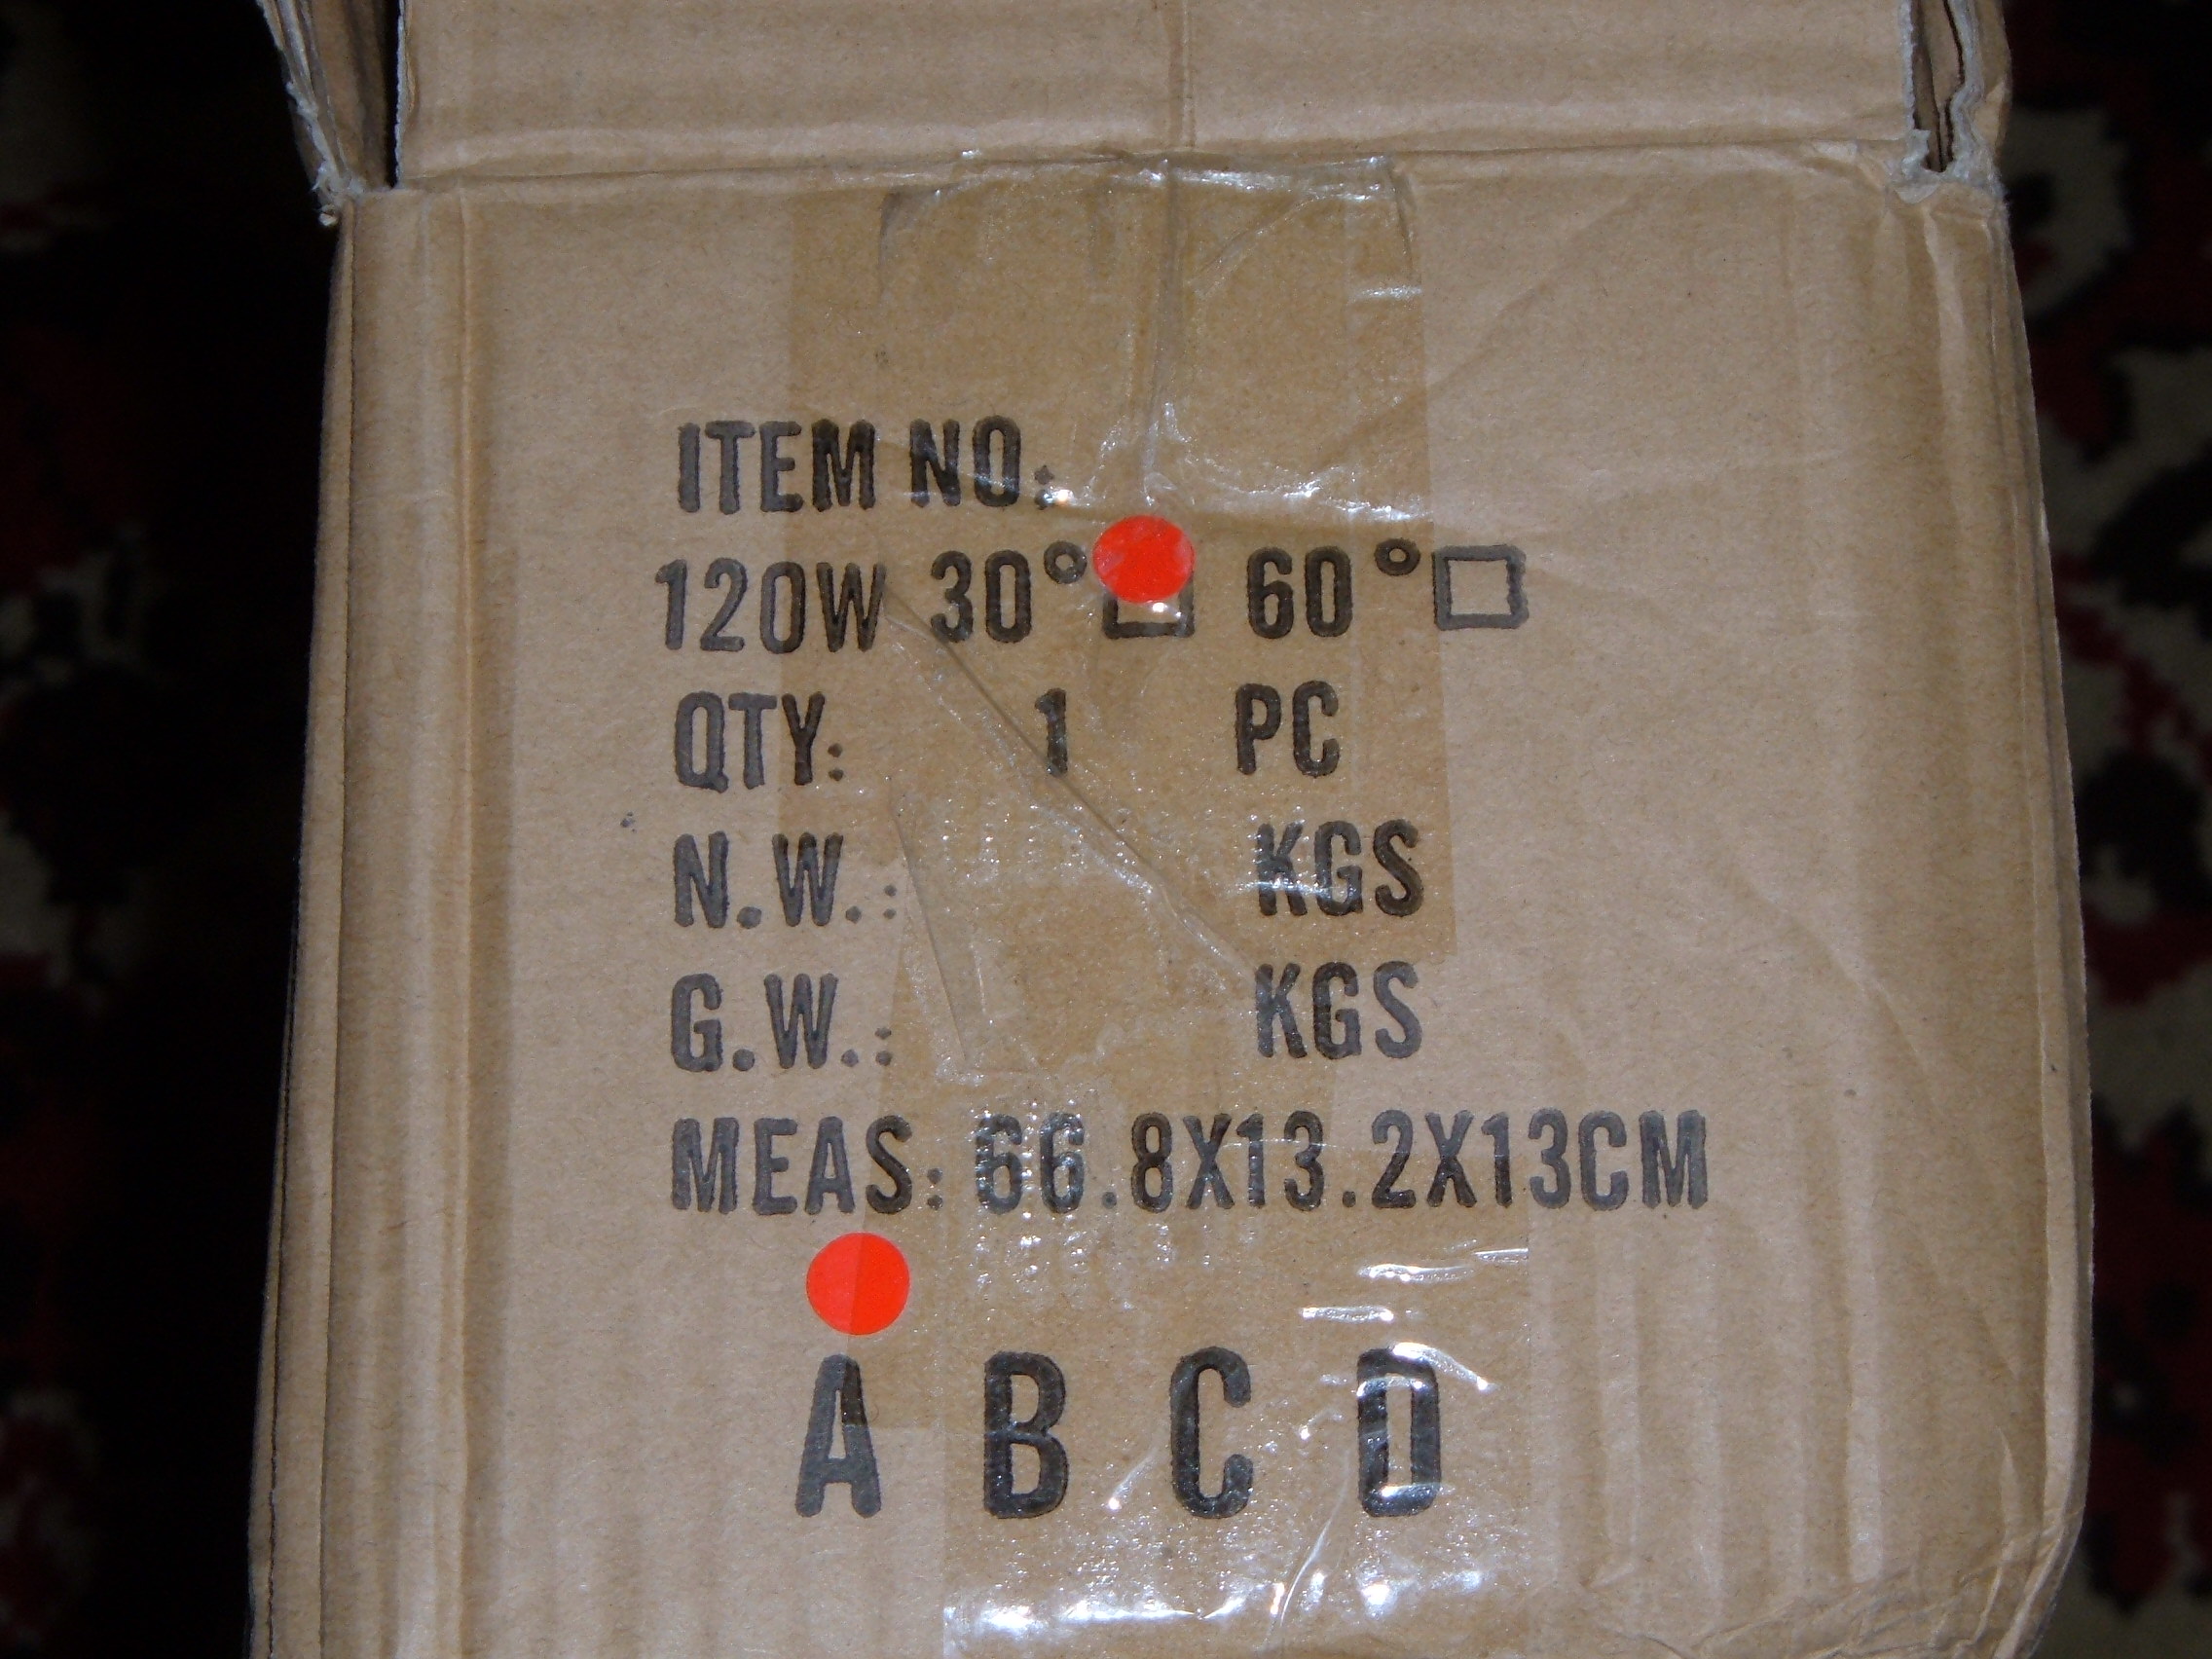 ITEM NO:
120W 30° □ 60° □
QTY: 1 PC
N.W.: KGS
G.W.: KGS
MEAS: 66.8X13.2X13CM
A B C D